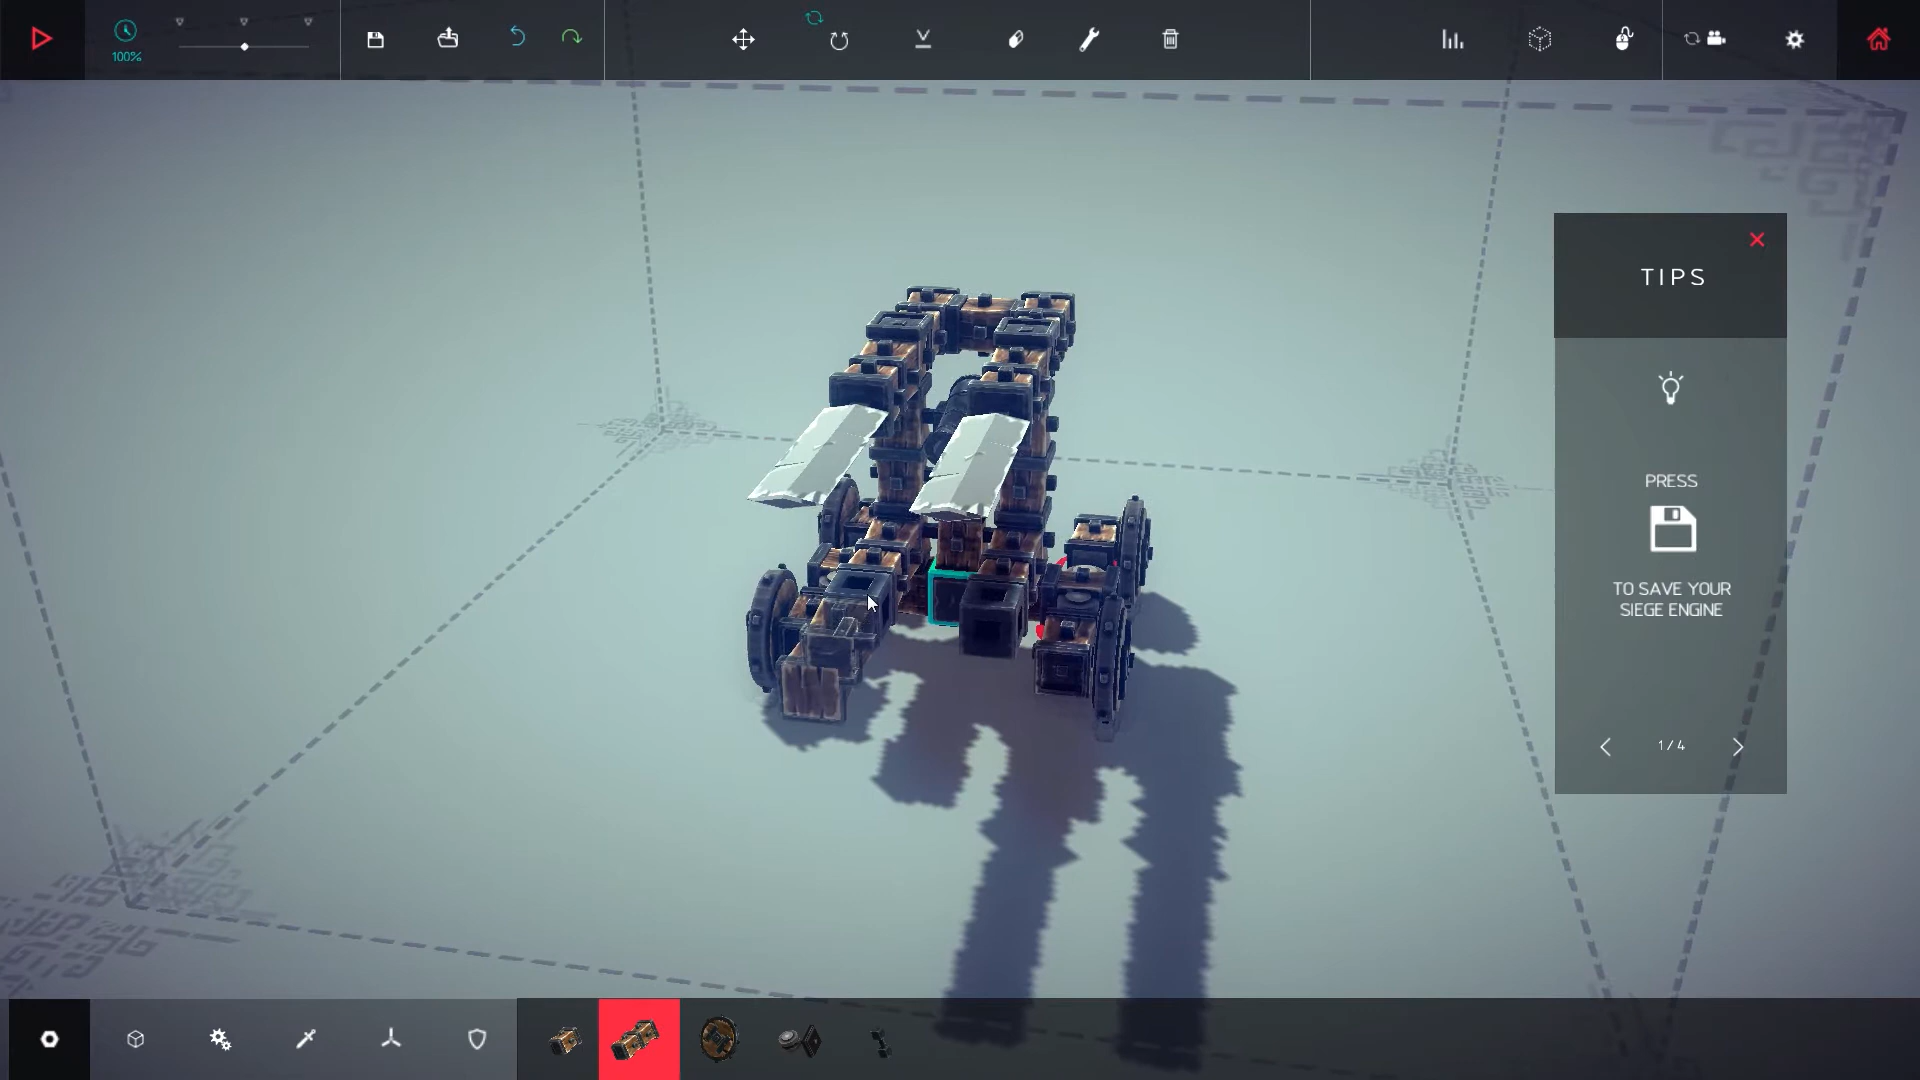 100%
TIPS
PRESS
TO SAVE YOUR
SIEGE ENGINE
1/4